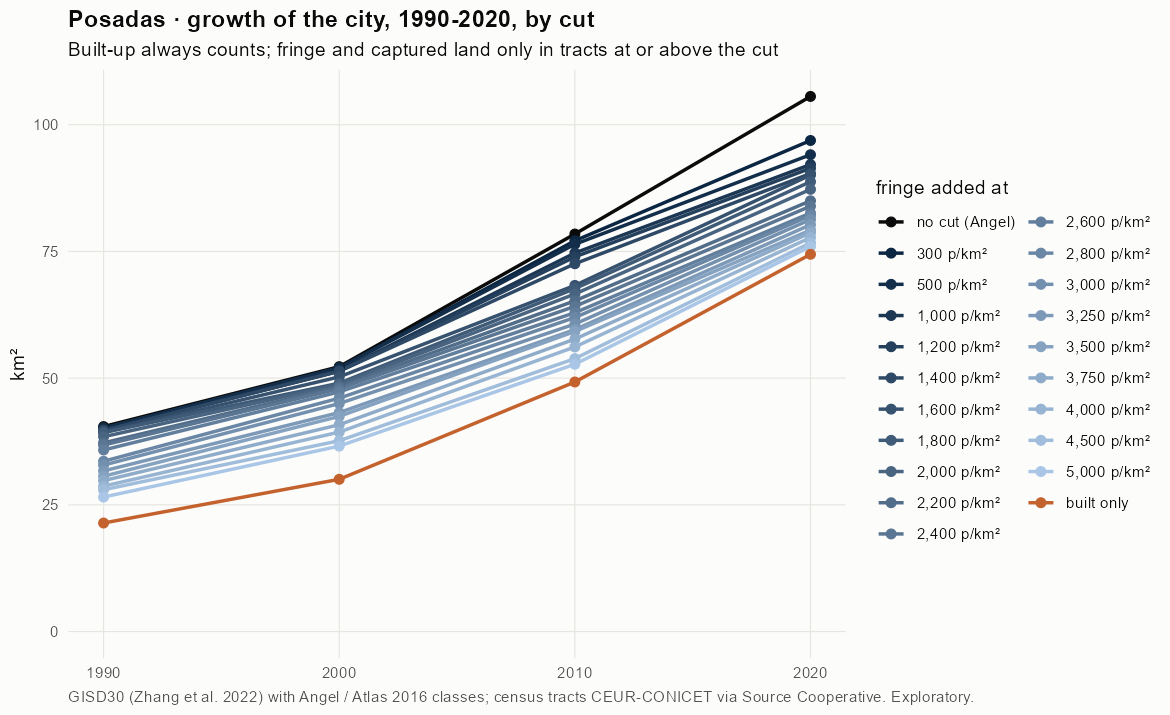 Posadas · growth of the city, 1990-2020, by cut
Built-up always counts; fringe and captured land only in tracts at or above the cut
km²
100
75
50
25
0
1990
2000
2010
2020
fringe added at
no cut (Angel)
300 p/km²
500 p/km²
1,000 p/km²
1,200 p/km²
1,400 p/km²
1,600 p/km²
1,800 p/km²
2,000 p/km²
2,200 p/km²
2,400 p/km²
2,600 p/km²
2,800 p/km²
3,000 p/km²
3,250 p/km²
3,500 p/km²
3,750 p/km²
4,000 p/km²
4,500 p/km²
5,000 p/km²
built only
GISD30 (Zhang et al. 2022) with Angel / Atlas 2016 classes; census tracts CEUR-CONICET via Source Cooperative. Exploratory.